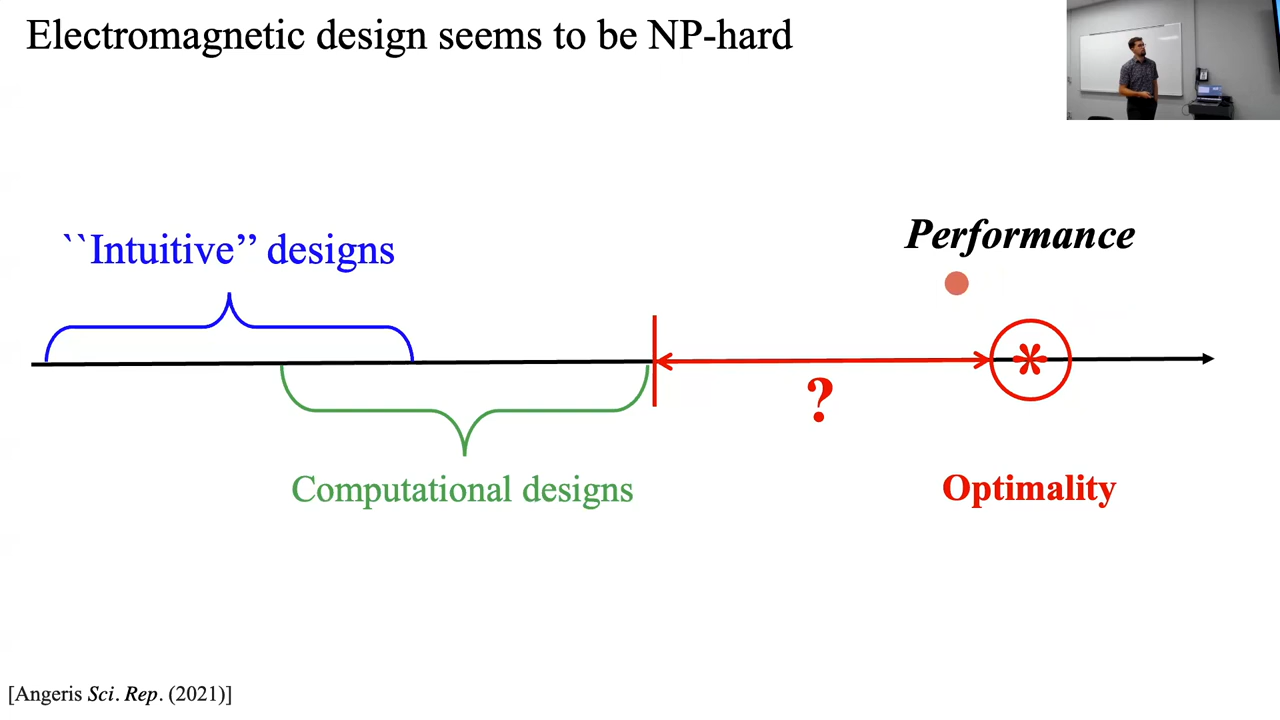 Electromagnetic design seems to be NP-hard
``Intuitive’’ designs
Performance
*
?
Computational designs
Optimality
[Angeris Sci. Rep. (2021)]